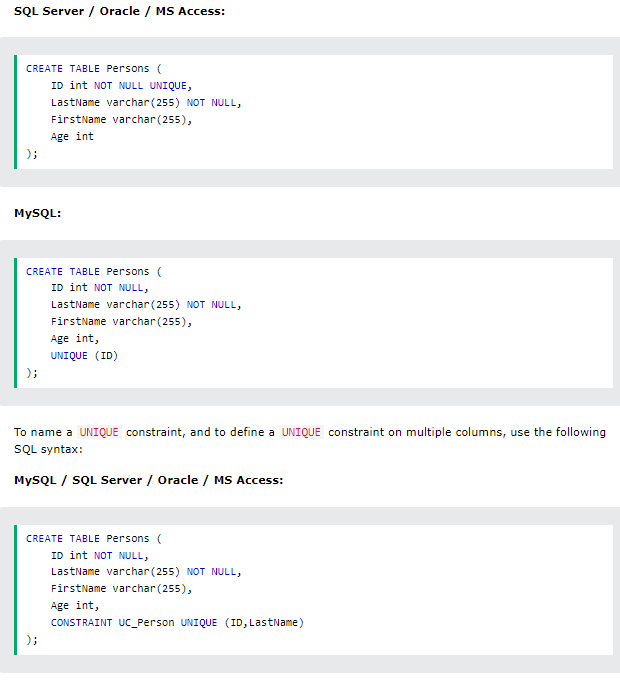 SQL Server / Oracle / MS Access:
CREATE TABLE Persons (
    ID int NOT NULL UNIQUE,
    LastName varchar(255) NOT NULL,
    FirstName varchar(255),
    Age int
);
MySQL:
CREATE TABLE Persons (
    ID int NOT NULL,
    LastName varchar(255) NOT NULL,
    FirstName varchar(255),
    Age int,
    UNIQUE (ID)
);
To name a UNIQUE constraint, and to define a UNIQUE constraint on multiple columns, use the following
SQL syntax:
MySQL / SQL Server / Oracle / MS Access:
CREATE TABLE Persons (
    ID int NOT NULL,
    LastName varchar(255) NOT NULL,
    FirstName varchar(255),
    Age int,
    CONSTRAINT UC_Person UNIQUE (ID,LastName)
);